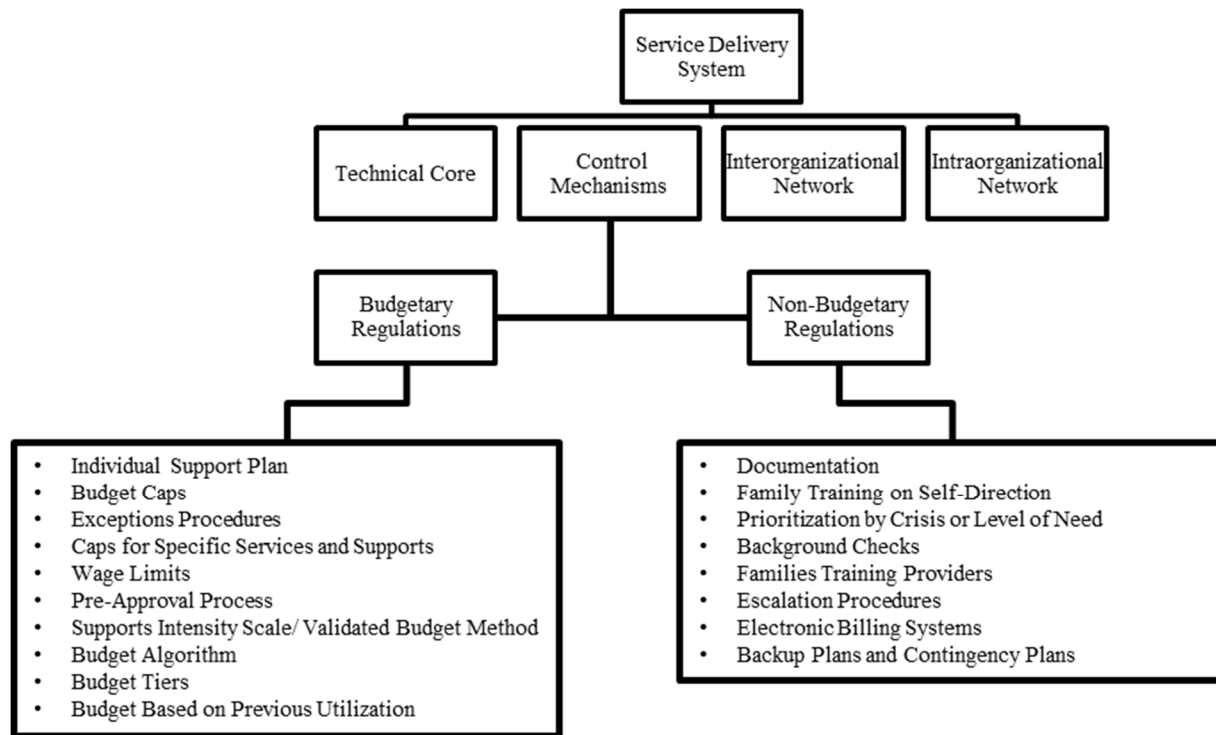 Service Delivery
System
Technical Core
Control
Mechanisms
Interorganizational
Network
Intraorganizational
Network
Budgetary
Regulations
Non-Budgetary
Regulations
• Individual Support Plan
• Budget Caps
• Exceptions Procedures
• Caps for Specific Services and Supports
• Wage Limits
• Pre-Approval Process
• Supports Intensity Scale/ Validated Budget Method
• Budget Algorithm
• Budget Tiers
• Budget Based on Previous Utilization
• Documentation
• Family Training on Self-Direction
• Prioritization by Crisis or Level of Need
• Background Checks
• Families Training Providers
• Escalation Procedures
• Electronic Billing Systems
• Backup Plans and Contingency Plans